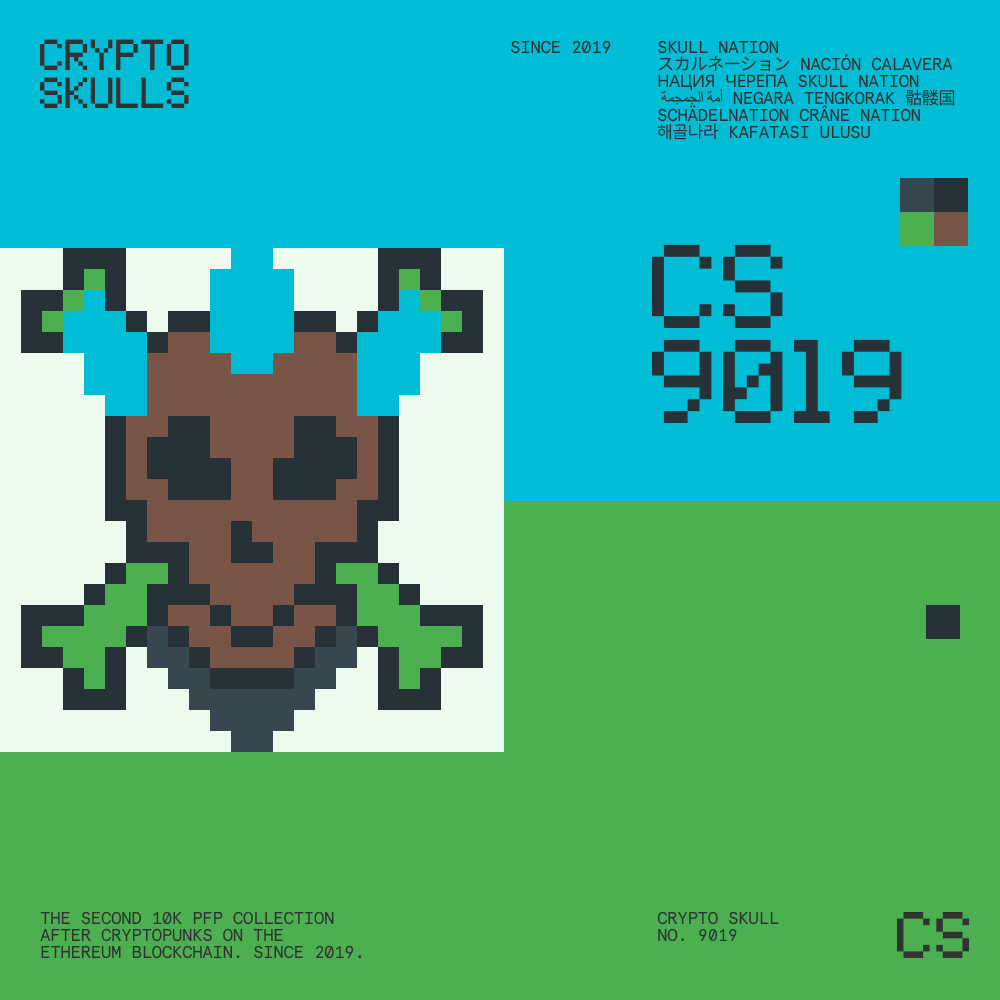 CRYPTO
SKULLS
SINCE 2019
SKULL NATION
スカルネーション NACIÓN CALAVERA
НАЦИЯ ЧЕРЕПА SKULL NATION
أمة الجمجمة NEGARA TENGKORAK 骷髅国
SCHÄDELNATION CRÂNE NATION
해골나라 KAFATASI ULUSU
CS
9019
THE SECOND 10K PFP COLLECTION
AFTER CRYPTOPUNKS ON THE
ETHEREUM BLOCKCHAIN. SINCE 2019.
CRYPTO SKULL
NO. 9019
CS